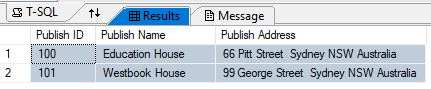 T-SQL Results Message
Publish ID Publish Name Publish Address
1 100 Education House 66 Pitt Street  Sydney NSW Australia
2 101 Westbook House 99 George Street  Sydney NSW Australia